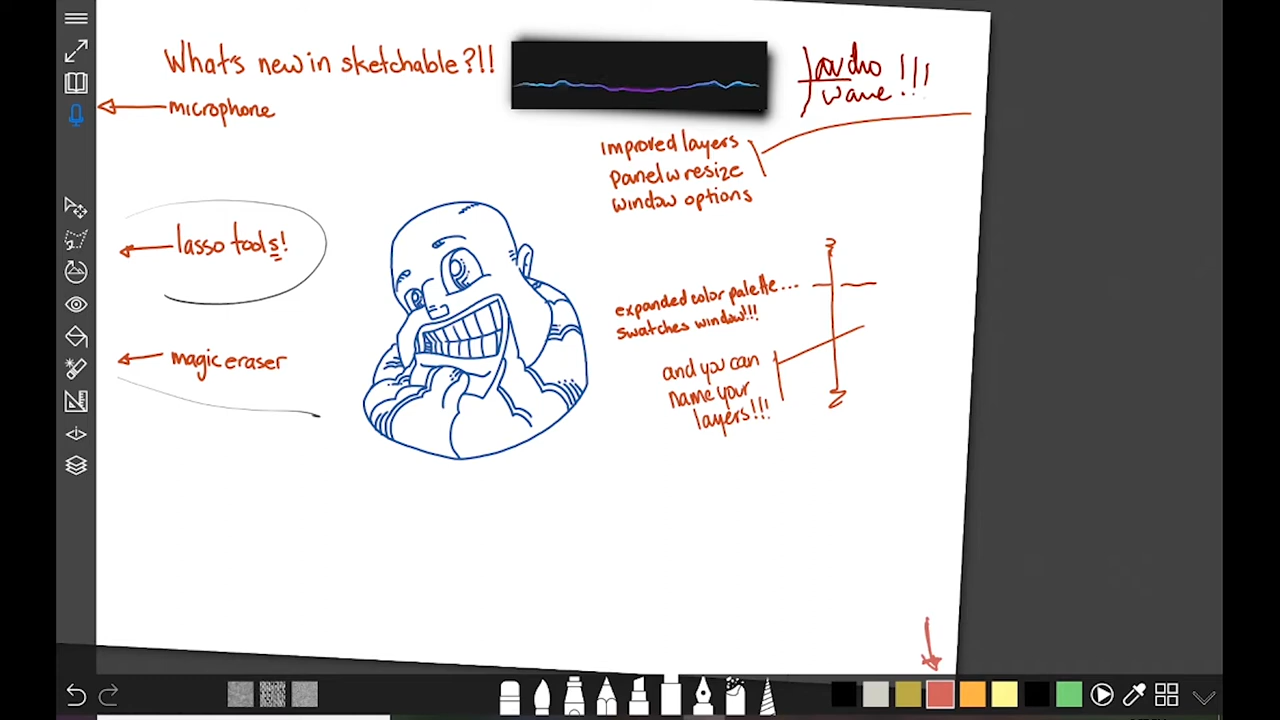 What's new in sketchable?!!
microphone
audio
wave!!!
improved layers
panel w resize
window options
lasso tools!
expanded color palette...
swatches window!!!
magic eraser
and you can
name your
layers!!!